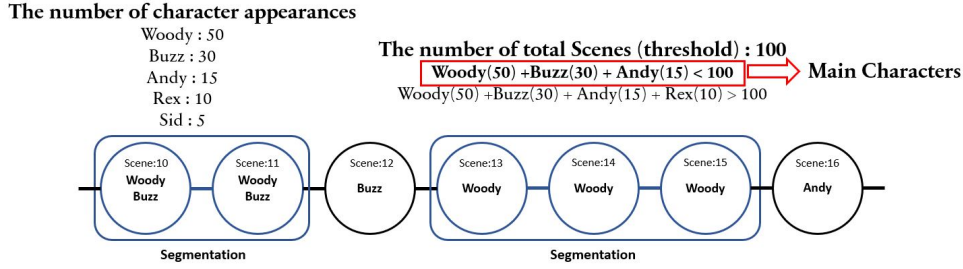 The number of character appearances
Woody : 50
Buzz : 30
Andy : 15
Rex : 10
Sid : 5
The number of total Scenes (threshold) : 100
Woody(50) +Buzz(30) + Andy(15) < 100
Main Characters
Woody(50) +Buzz(30) + Andy(15) + Rex(10) > 100
Scene:10
Woody
Buzz
Scene:11
Woody
Buzz
Scene:12
Buzz
Scene:13
Woody
Scene:14
Woody
Scene:15
Woody
Scene:16
Andy
Segmentation
Segmentation